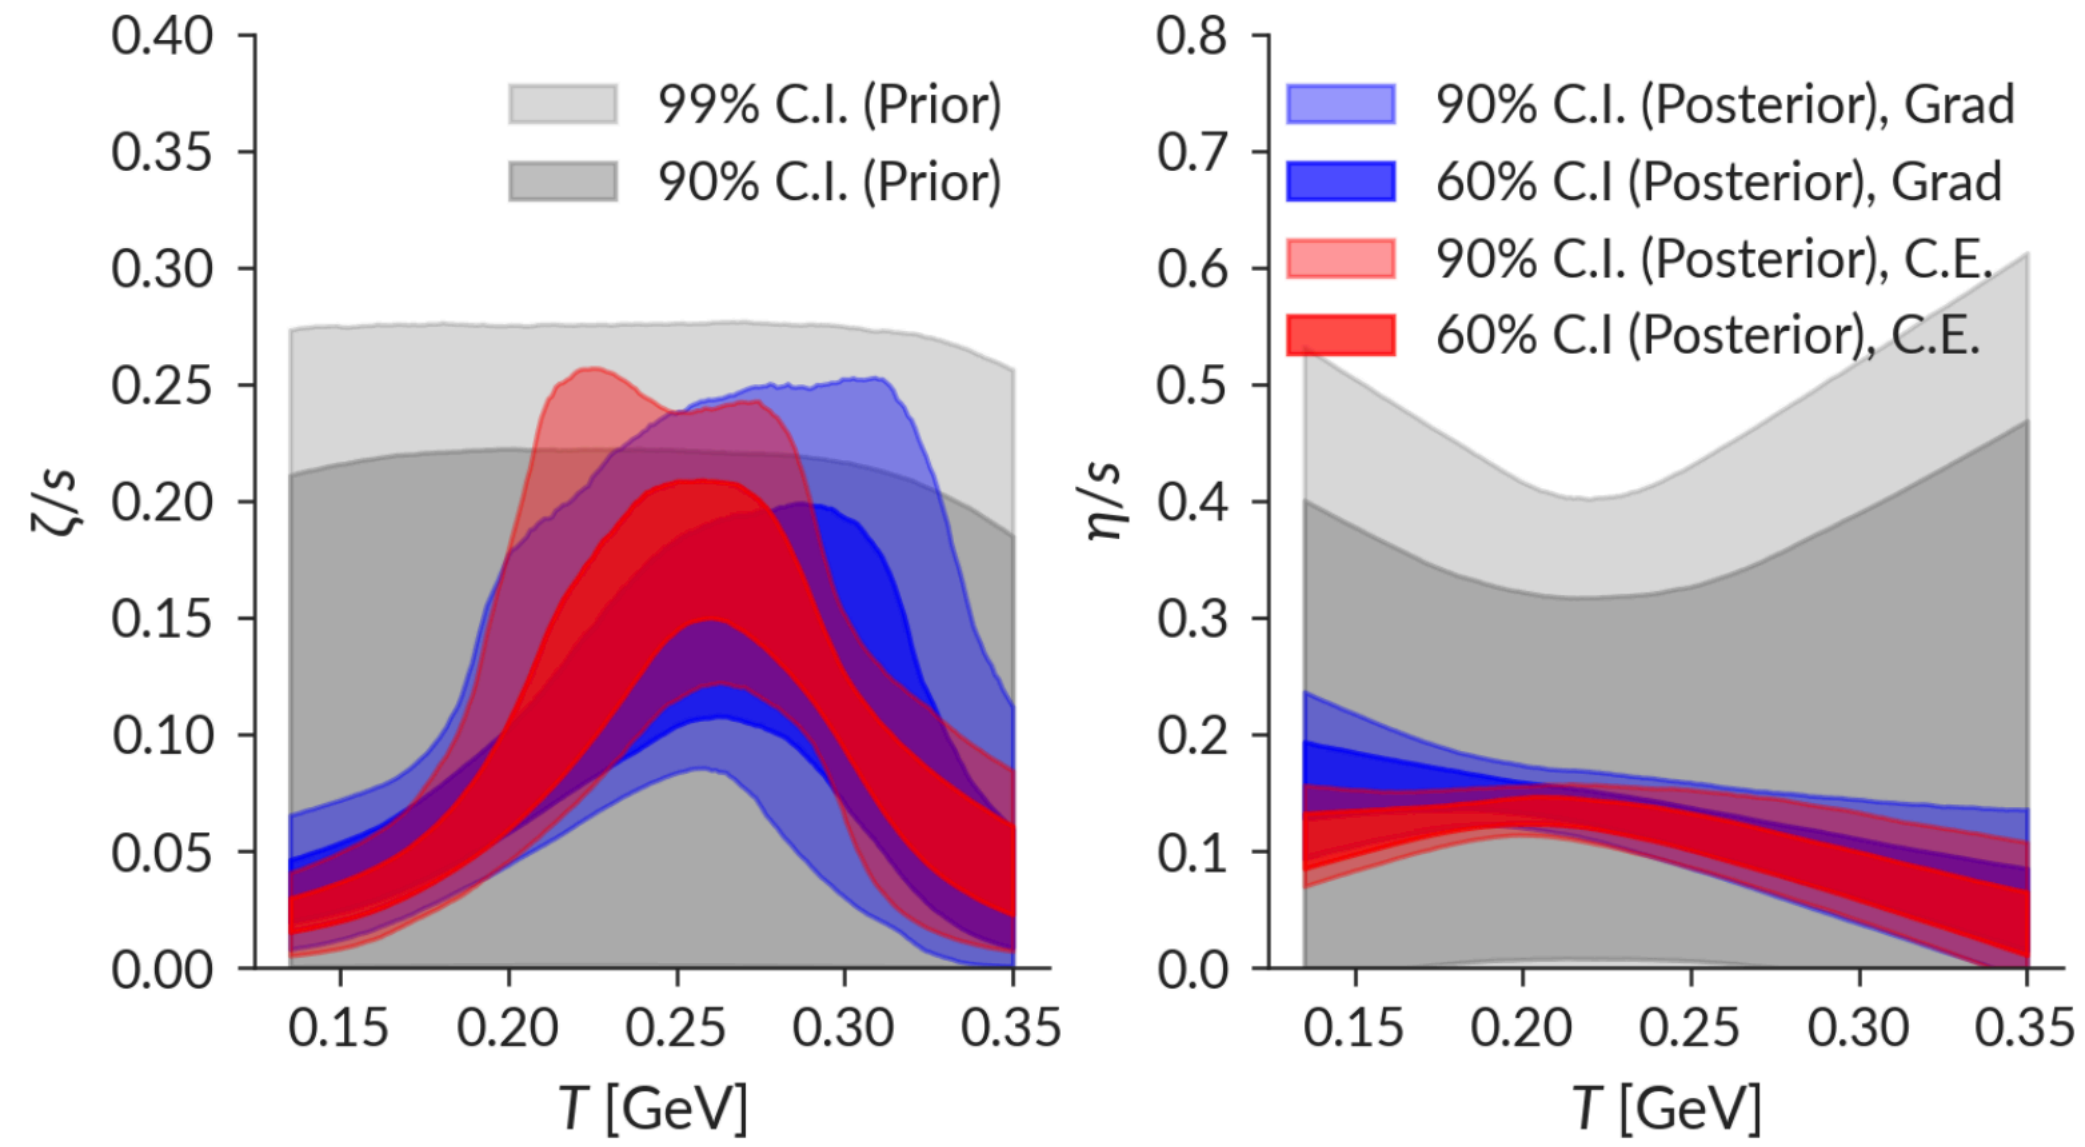 0.40
0.35
0.30
0.25
0.20
0.15
0.10
0.05
0.00
ζ/s
99% C.I. (Prior)
90% C.I. (Prior)
0.15 0.20 0.25 0.30 0.35
T [GeV]
0.8
0.7
0.6
0.5
0.4
0.3
0.2
0.1
0.0
η/s
90% C.I. (Posterior), Grad
60% C.I (Posterior), Grad
90% C.I. (Posterior), C.E.
60% C.I (Posterior), C.E.
0.15 0.20 0.25 0.30 0.35
T [GeV]